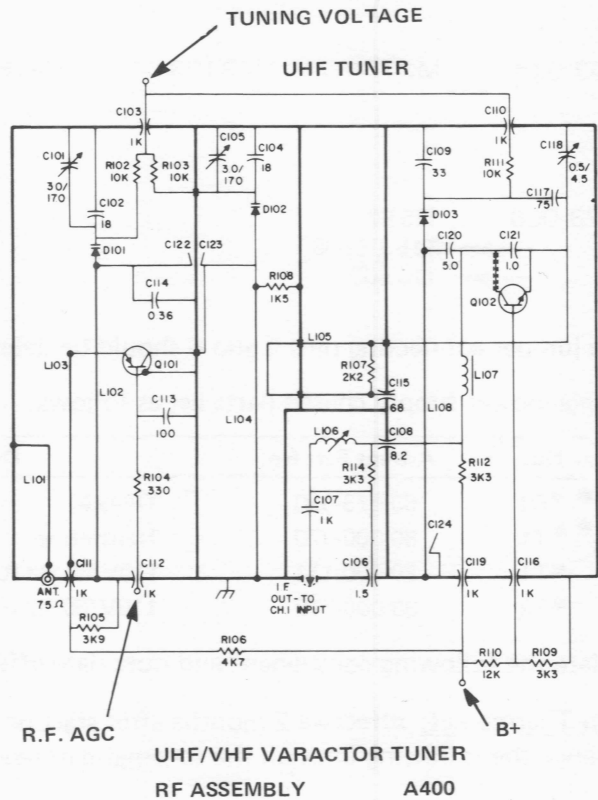 TUNING VOLTAGE
UHF TUNER
C103
1K
C110
1K
C101
3.0/
170
R102
10K
R103
10K
C105
3.0/
170
C104
18
C109
33
R111
10K
C118
0.5/
4.5
C117
.75
C102
18
D101
D102
D103
C122
C123
C120
5.0
C121
1.0
C114
0.36
R108
1K5
Q102
L103
L102
Q101
L105
R107
2K2
C115
68
L107
L108
C113
100
L104
L106
C108
8.2
R104
330
R114
3K3
R112
3K3
L101
C107
1K
C124
ANT.
75Ω
C111
1K
C112
1K
I.F.
OUT-TO
CH.1 INPUT
C106
1.5
C119
1K
C116
1K
R105
3K9
R106
4K7
R110
12K
R109
3K3
R.F. AGC
B+
UHF/VHF VARACTOR TUNER
RF ASSEMBLY A400